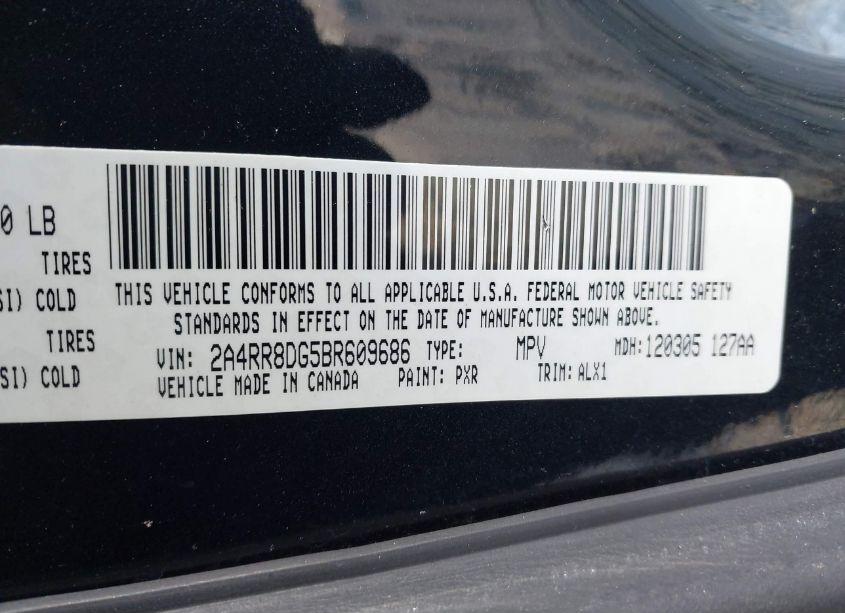 0 LB
TIRES
SI) COLD
TIRES
SI) COLD
THIS VEHICLE CONFORMS TO ALL APPLICABLE U.S.A. FEDERAL MOTOR VEHICLE SAFETY
STANDARDS IN EFFECT ON THE DATE OF MANUFACTURE SHOWN ABOVE.
VIN: 2A4RR8DG5BR609686 TYPE: MPV MDH: 120305 127AA
VEHICLE MADE IN CANADA PAINT: PXR TRIM: ALX1